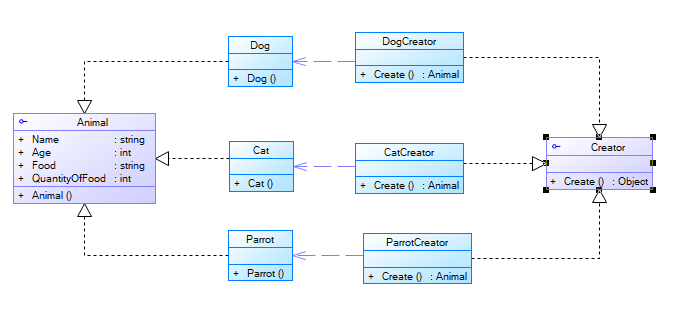 Dog
+ Dog ()
DogCreator
+ Create () : Animal
Animal
+ Name : string
+ Age : int
+ Food : string
+ QuantityOfFood : int
+ Animal ()
Cat
+ Cat ()
CatCreator
+ Create () : Animal
Creator
+ Create () : Object
Parrot
+ Parrot ()
ParrotCreator
+ Create () : Animal